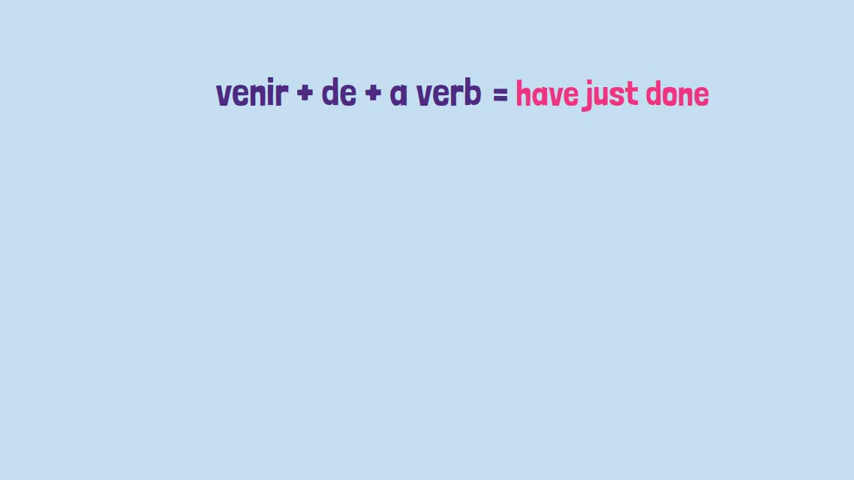 venir + de + a verb = have just done